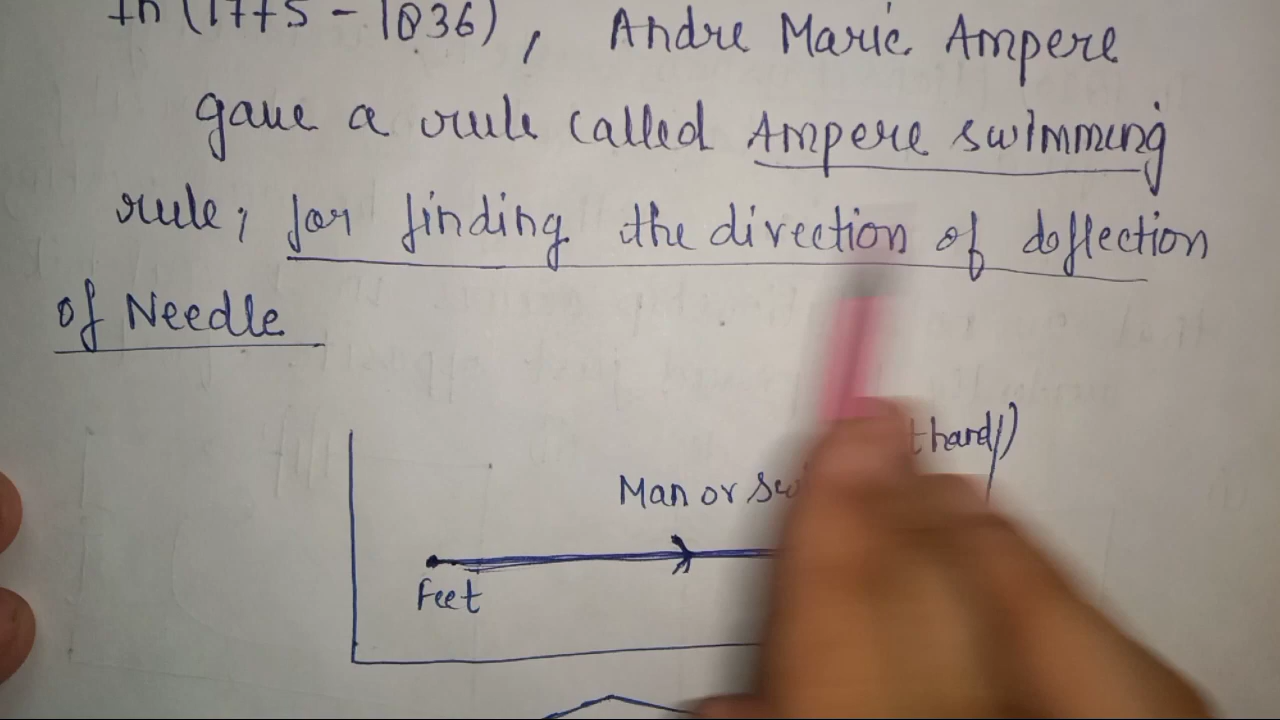 In (1775 - 1836), Andre Marie Ampere
gave a rule called Ampere swimming
rule, for finding the direction of deflection
of Needle
hand)
Man or
Feet